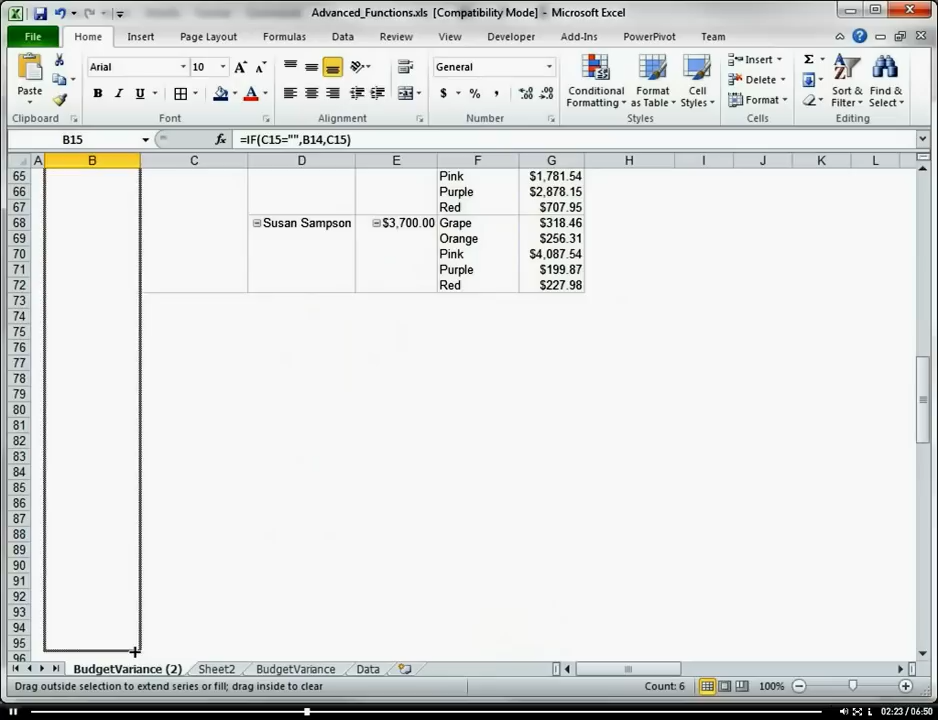 Advanced_Functions.xls [Compatibility Mode] - Microsoft Excel
File Home Insert Page Layout Formulas Data Review View Developer Add-Ins PowerPivot Team
Paste Arial 10 General Conditional Formatting Format as Table Cell Styles Insert Delete Format Sort & Filter Find & Select
Clipboard Font Alignment Number Styles Cells Editing
B15 fx =IF(C15="",B14,C15)
A B C D E F G H I J K L
65 Pink $1,781.54
66 Purple $2,878.15
67 Red $707.95
68 Susan Sampson $3,700.00 Grape $318.46
69 Orange $256.31
70 Pink $4,087.54
71 Purple $199.87
72 Red $227.98
73
74
75
76
77
78
79
80
81
82
83
84
85
86
87
88
89
90
91
92
93
94
95
96
BudgetVariance (2) Sheet2 BudgetVariance Data
Drag outside selection to extend series or fill; drag inside to clear Count: 6 100%
02:23 / 06:50